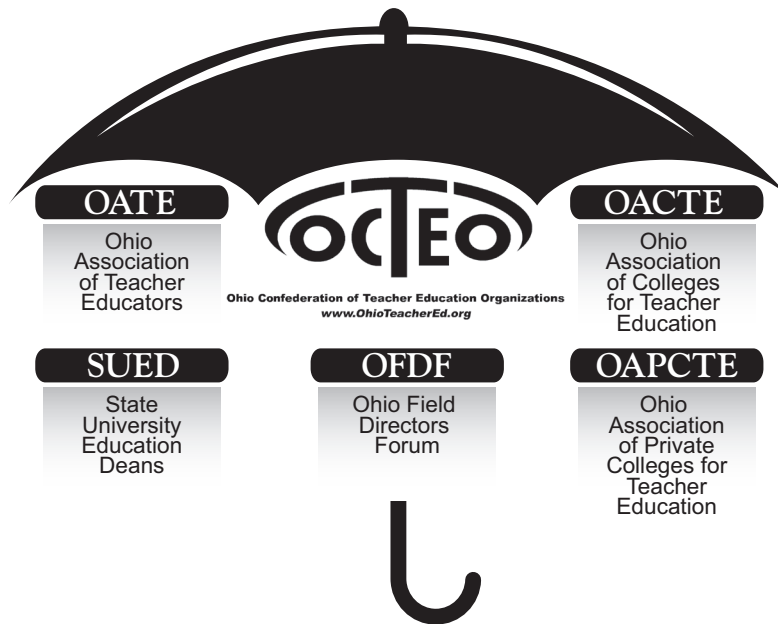 OATE
Ohio
Association
of Teacher
Educators
OCTEO
Ohio Confederation of Teacher Education Organizations
www.OhioTeacherEd.org
OACTE
Ohio
Association
of Colleges
for Teacher
Education
SUED
State
University
Education
Deans
OFDF
Ohio Field
Directors
Forum
OAPCTE
Ohio
Association
of Private
Colleges for
Teacher
Education